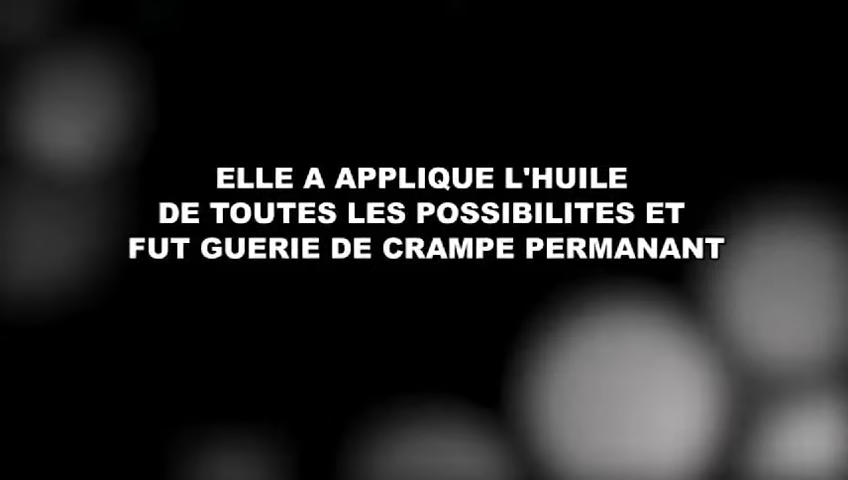 ELLE A APPLIQUE L'HUILE
DE TOUTES LES POSSIBILITES ET
FUT GUERIE DE CRAMPE PERMANANT